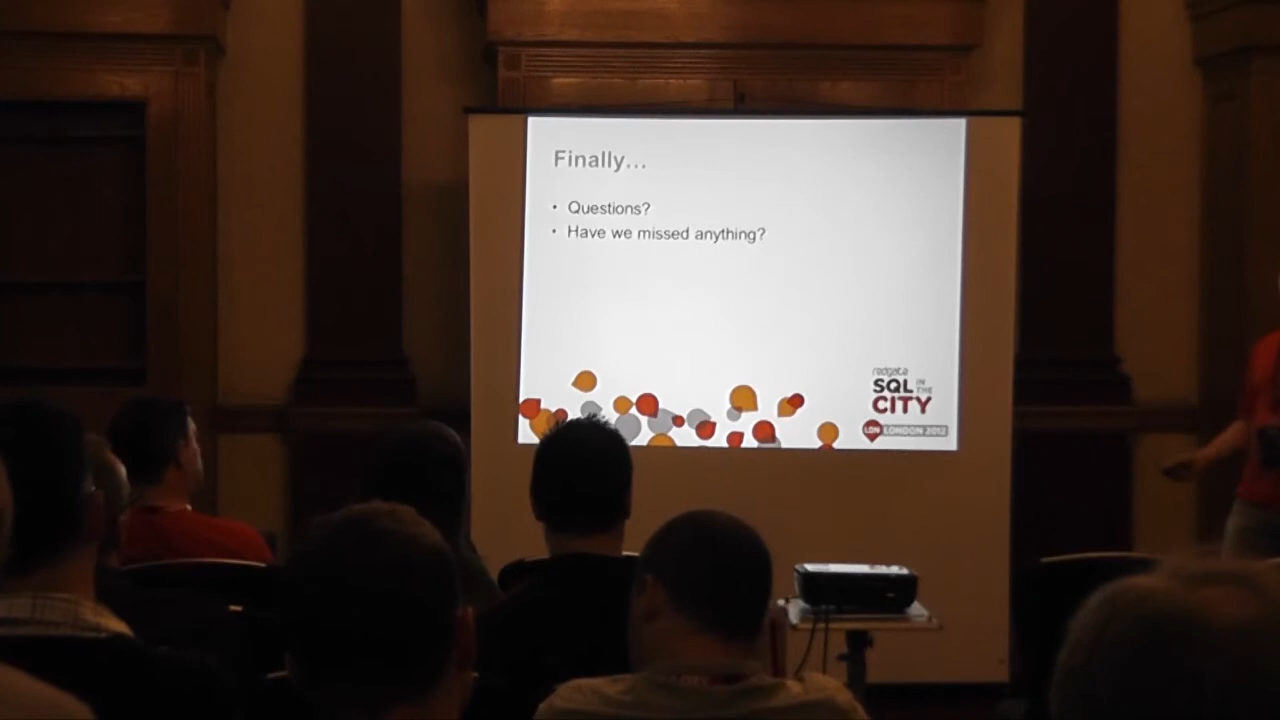 Finally...
• Questions?
• Have we missed anything?
redgate
SQL IN THE
CITY
LDN LONDON 2012